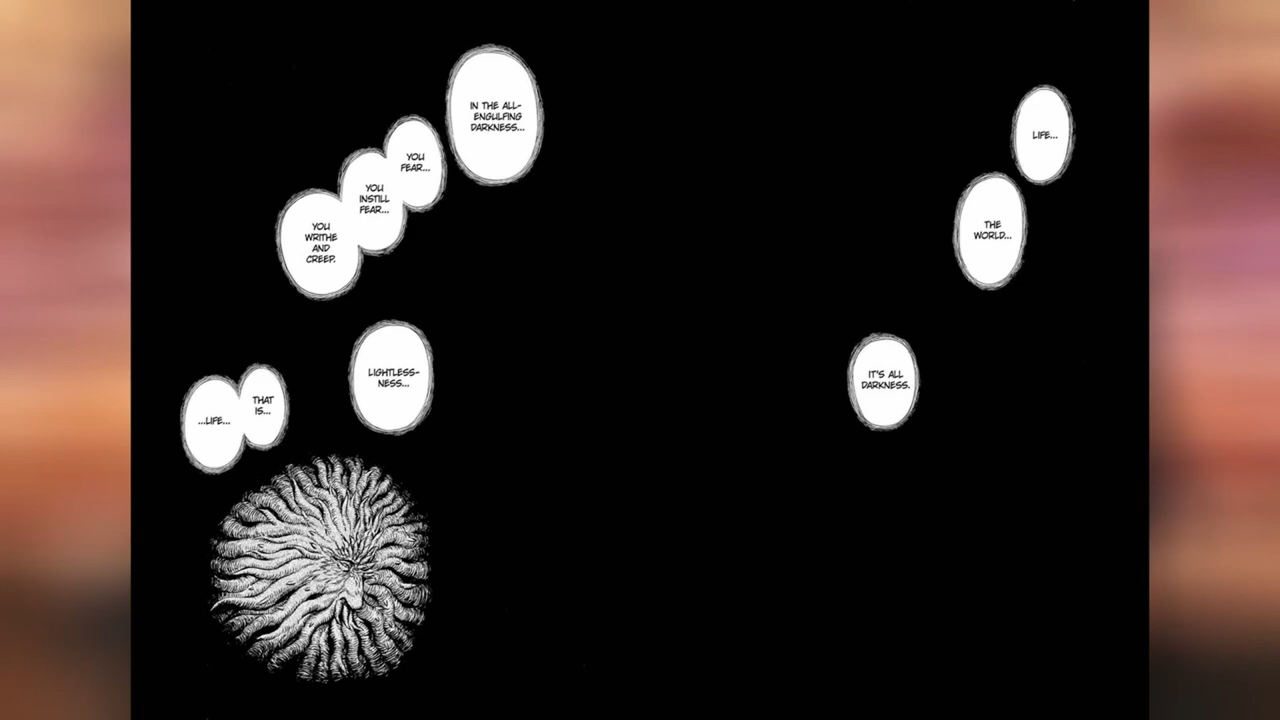 LIFE...
THE
WORLD...
IT'S ALL
DARKNESS.
IN THE ALL-
ENGULFING
DARKNESS...
YOU
FEAR...
YOU
INSTILL
FEAR...
YOU
WRITHE
AND
CREEP.
LIGHTLESS-
NESS...
THAT
IS...
...LIFE...